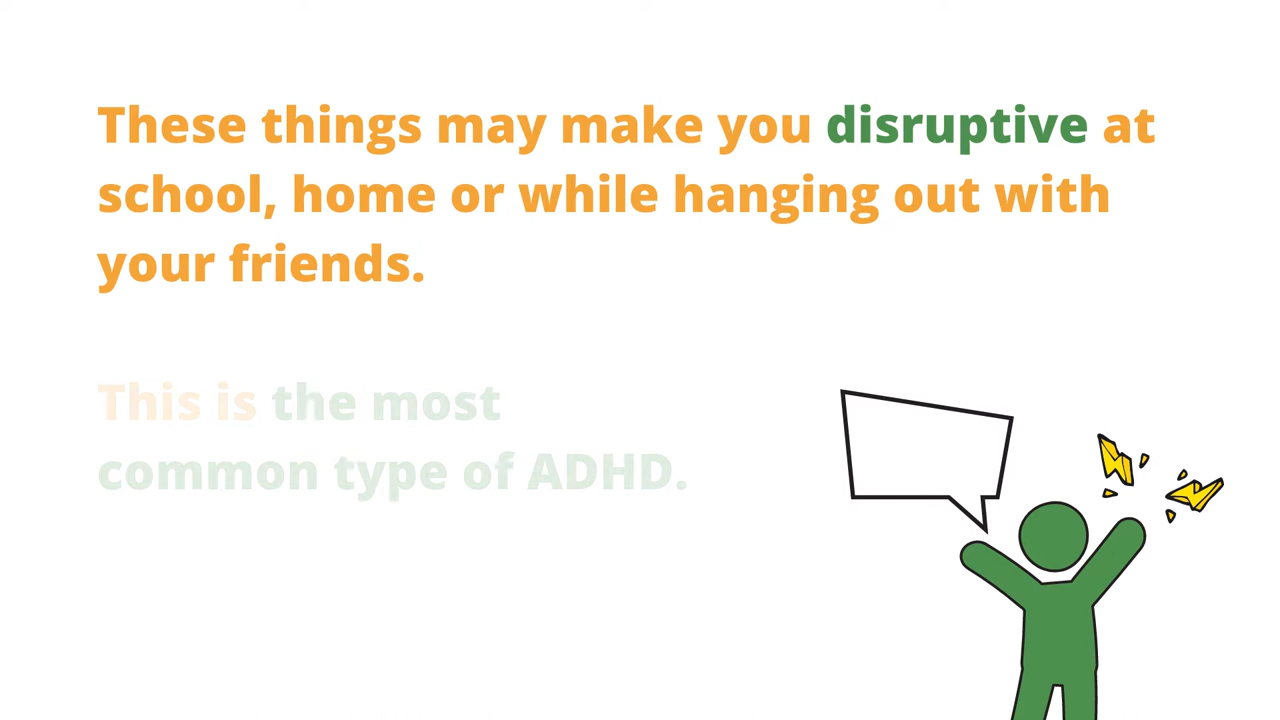 These things may make you disruptive at
school, home or while hanging out with
your friends.
This is the most
common type of ADHD.